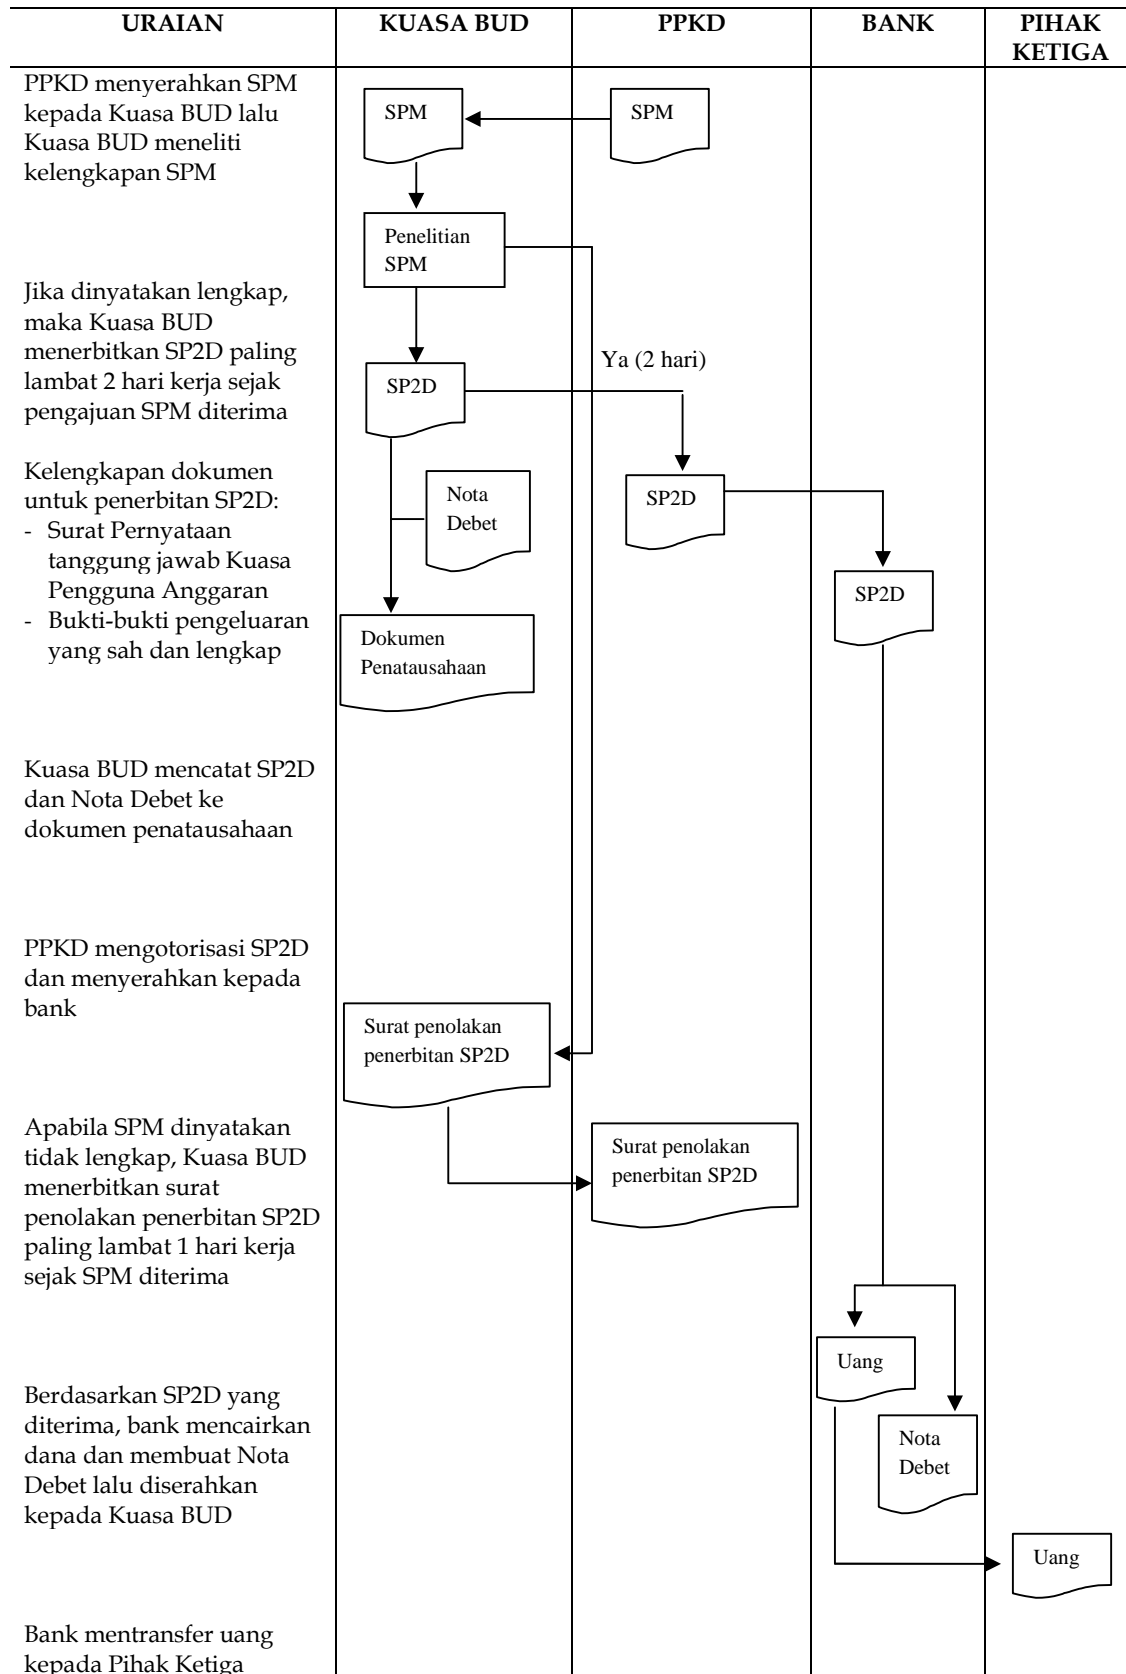 URAIAN
KUASA BUD
PPKD
BANK
PIHAK
KETIGA
PPKD menyerahkan SPM
kepada Kuasa BUD lalu
Kuasa BUD meneliti
kelengkapan SPM
SPM
SPM
Penelitian
SPM
Jika dinyatakan lengkap,
maka Kuasa BUD
menerbitkan SP2D paling
lambat 2 hari kerja sejak
pengajuan SPM diterima
Ya (2 hari)
SP2D
Kelengkapan dokumen
untuk penerbitan SP2D:
- Surat Pernyataan
tanggung jawab Kuasa
Pengguna Anggaran
- Bukti-bukti pengeluaran
yang sah dan lengkap
Nota
Debet
SP2D
SP2D
Dokumen
Penatausahaan
Kuasa BUD mencatat SP2D
dan Nota Debet ke
dokumen penatausahaan
PPKD mengotorisasi SP2D
dan menyerahkan kepada
bank
Surat penolakan
penerbitan SP2D
Apabila SPM dinyatakan
tidak lengkap, Kuasa BUD
menerbitkan surat
penolakan penerbitan SP2D
paling lambat 1 hari kerja
sejak SPM diterima
Surat penolakan
penerbitan SP2D
Uang
Berdasarkan SP2D yang
diterima, bank mencairkan
dana dan membuat Nota
Debet lalu diserahkan
kepada Kuasa BUD
Nota
Debet
Uang
Bank mentransfer uang
kepada Pihak Ketiga